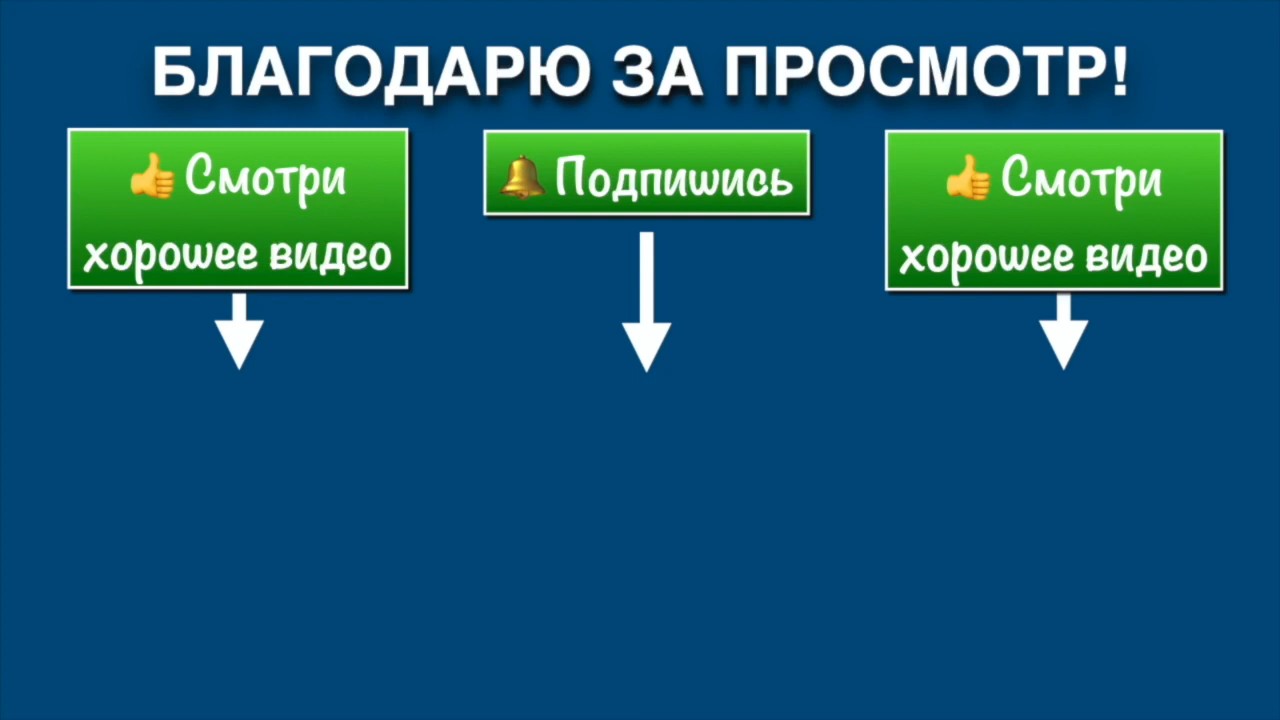 БЛАГОДАРЮ ЗА ПРОСМОТР!
👍 Смотри
хорошее видео
🔔 Подпишись
👍 Смотри
хорошее видео